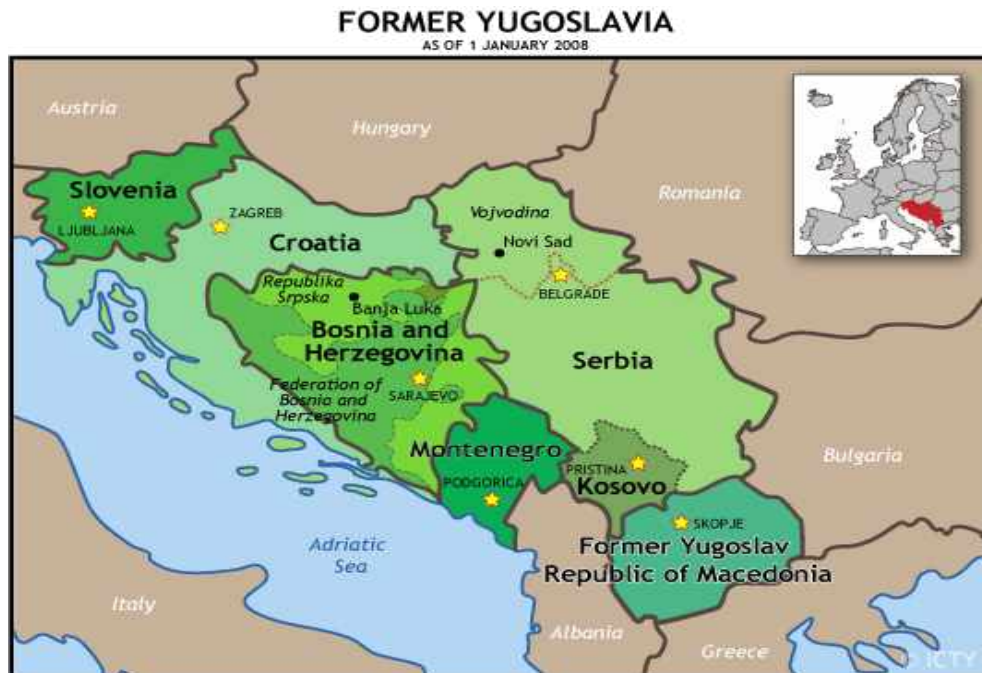 FORMER YUGOSLAVIA
AS OF 1 JANUARY 2008
Austria
Hungary
Romania
Slovenia
LJUBLJANA
ZAGREB
Croatia
Vojvodina
Novi Sad
BELGRADE
Republika
Srpska
Banja Luka
Bosnia and
Herzegovina
Serbia
Federation of
Bosnia and
Herzegovina
SARAJEVO
Montenegro
PODGORICA
PRISTINA
Kosovo
Bulgaria
SKOPJE
Former Yugoslav
Republic of Macedonia
Adriatic
Sea
Italy
Albania
Greece
© ICTY